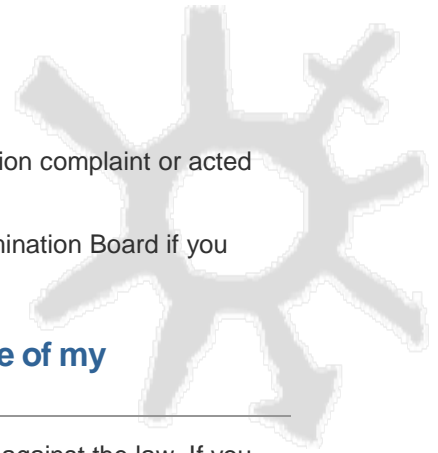 ion complaint or acted
nination Board if you
e of my
against the law. If you